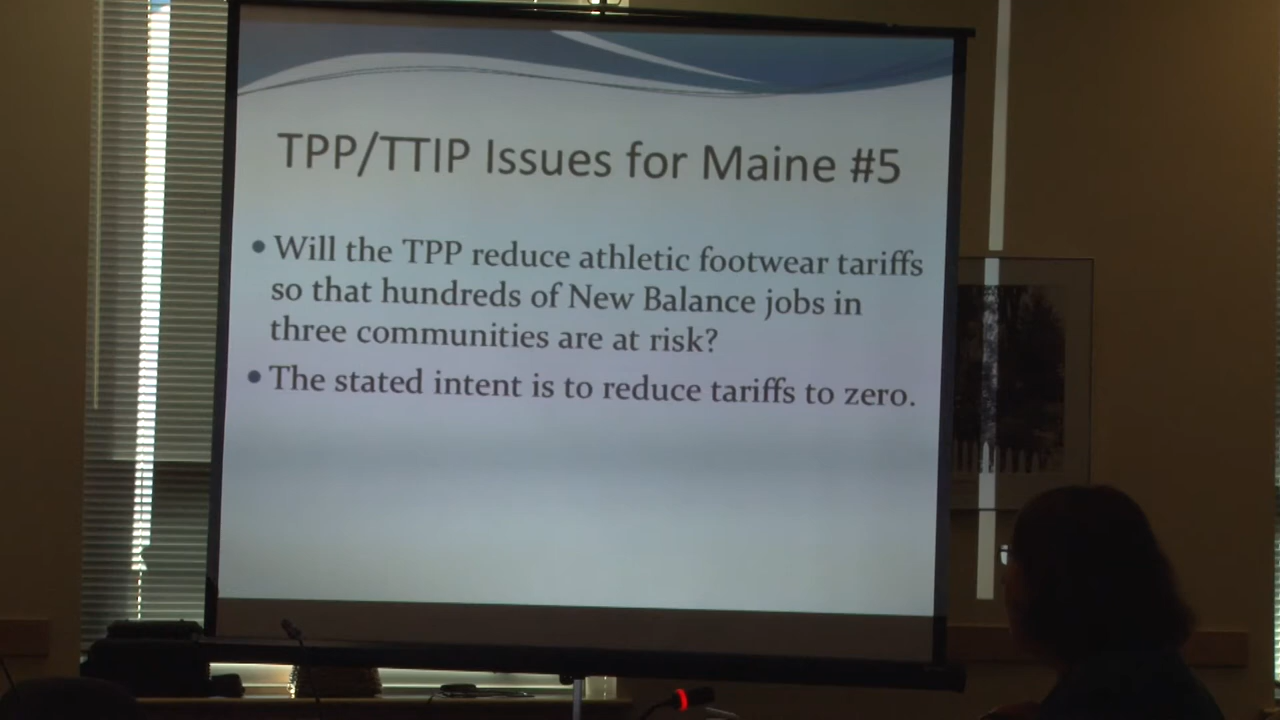 TPP/TTIP Issues for Maine #5
• Will the TPP reduce athletic footwear tariffs
so that hundreds of New Balance jobs in
three communities are at risk?
• The stated intent is to reduce tariffs to zero.